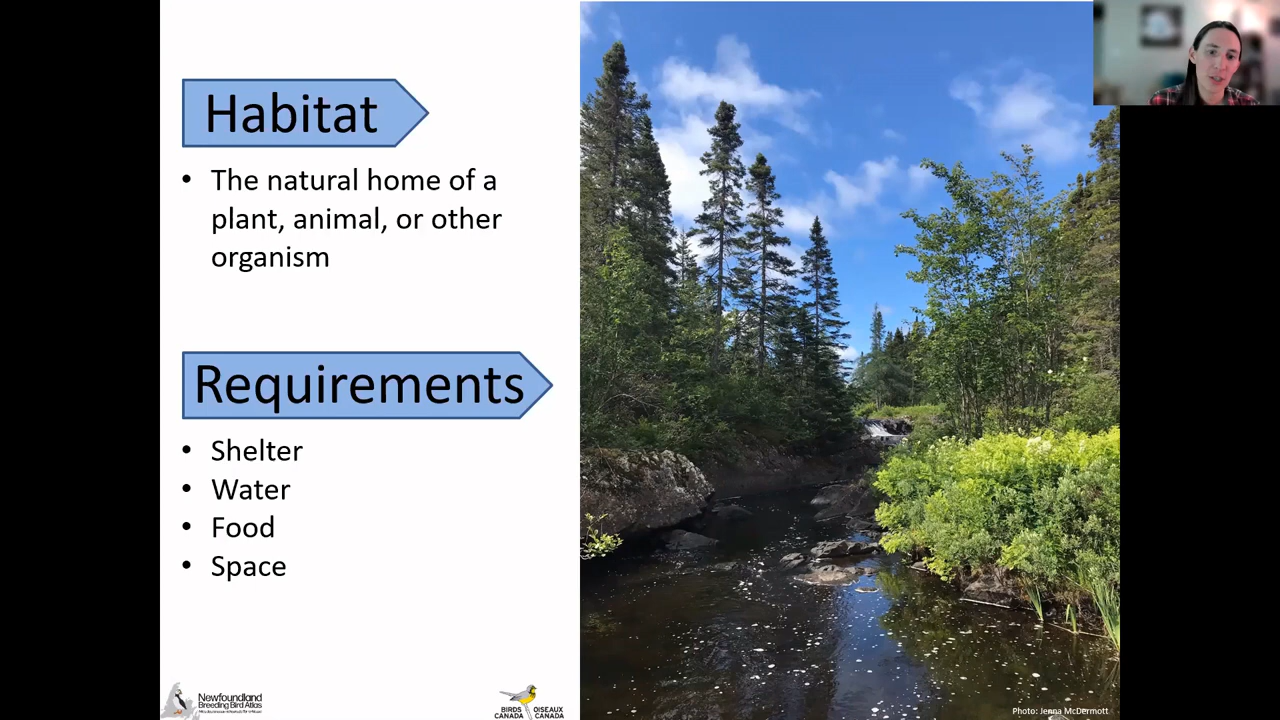 Habitat
• The natural home of a
plant, animal, or other
organism
Requirements
• Shelter
• Water
• Food
• Space
Newfoundland
Breeding Bird Atlas
BIRDS OISEAUX
CANADA CANADA
Photo: Jenna McDermott